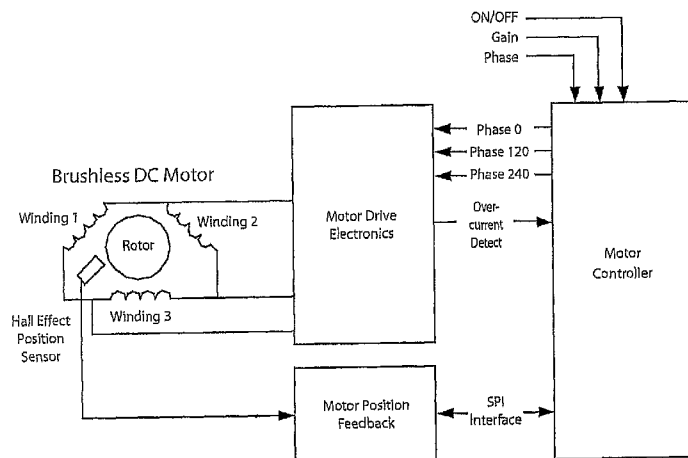 ON/OFF
Gain
Phase
Phase 0
Phase 120
Phase 240
Brushless DC Motor
Winding 1
Winding 2
Rotor
Motor Drive
Electronics
Over-
current
Detect
Motor
Controller
Hall Effect
Position
Sensor
Winding 3
Motor Position
Feedback
SPI
Interface